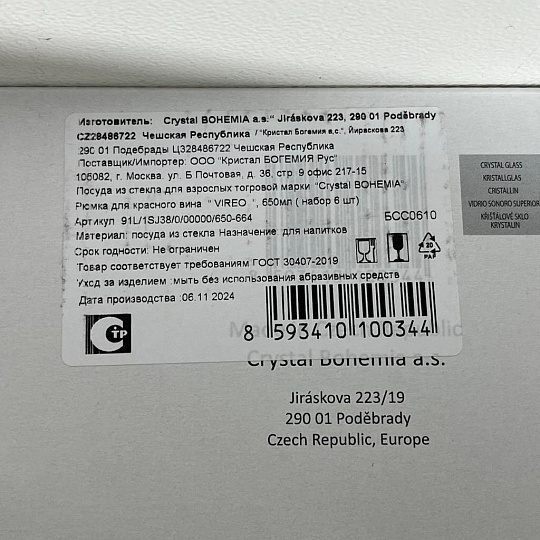 Изготовитель: Crystal BOHEMIA a.s." Jiráskova 223, 290 01 Poděbrady
CZ28486722 Чешская Республика / "Кристал Богемия а,с.", Йираскова 223
290 01 Подебрады ЦЗ28486722 Чешская Республика
Поставщик/Импортер: ООО "Кристал БОГЕМИЯ Рус"
105082, г. Москва. ул. Б Почтовая, д. 36, стр. 9 офис 217-15
Посуда из стекла для взрослых торговой марки "Crystal BOHEMIA",
Рюмка для красного вина " VIREO ", 650мл ( набор 6 шт)
Артикул 91L/1SJ38/0/00000/650-664 БСС0610
Материал: посуда из стекла Назначение для напитков
Срок годности: Не ограничен
Товар соответствует требованиям ГОСТ 30407-2019
Уход за изделием :мыть без использования абразивных средств
Дата производства :06.11 2024
20
PAP
СТР
8 593410 100344
Crystal Bohemia a.s.
Jiráskova 223/19
290 01 Poděbrady
Czech Republic, Europe
CRYSTAL GLASS
KRISTALLGLAS
CRISTALLIN
VIDRIO SONORO SUPERIOR
KŘIŠŤÁLOVÉ SKLO
KRYSTALIN